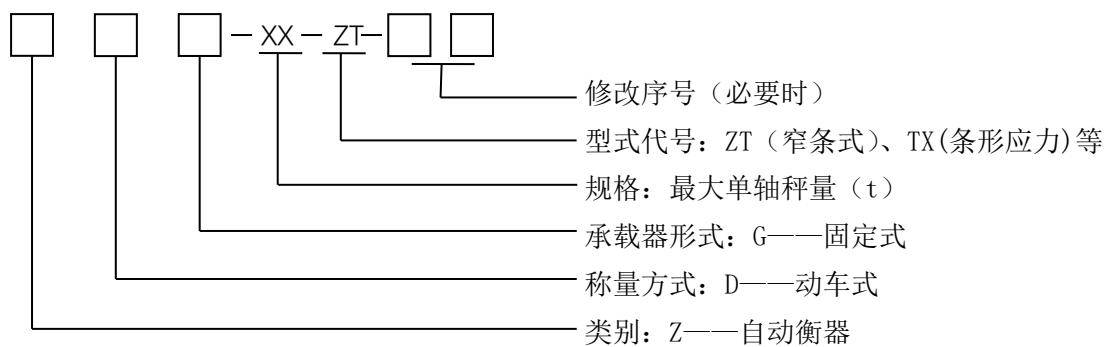 XX-ZT-
修改序号（必要时）
型式代号：ZT（窄条式）、TX(条形应力)等
规格：最大单轴秤量（t）
承载器形式：G——固定式
称量方式：D——动车式
类别：Z——自动衡器